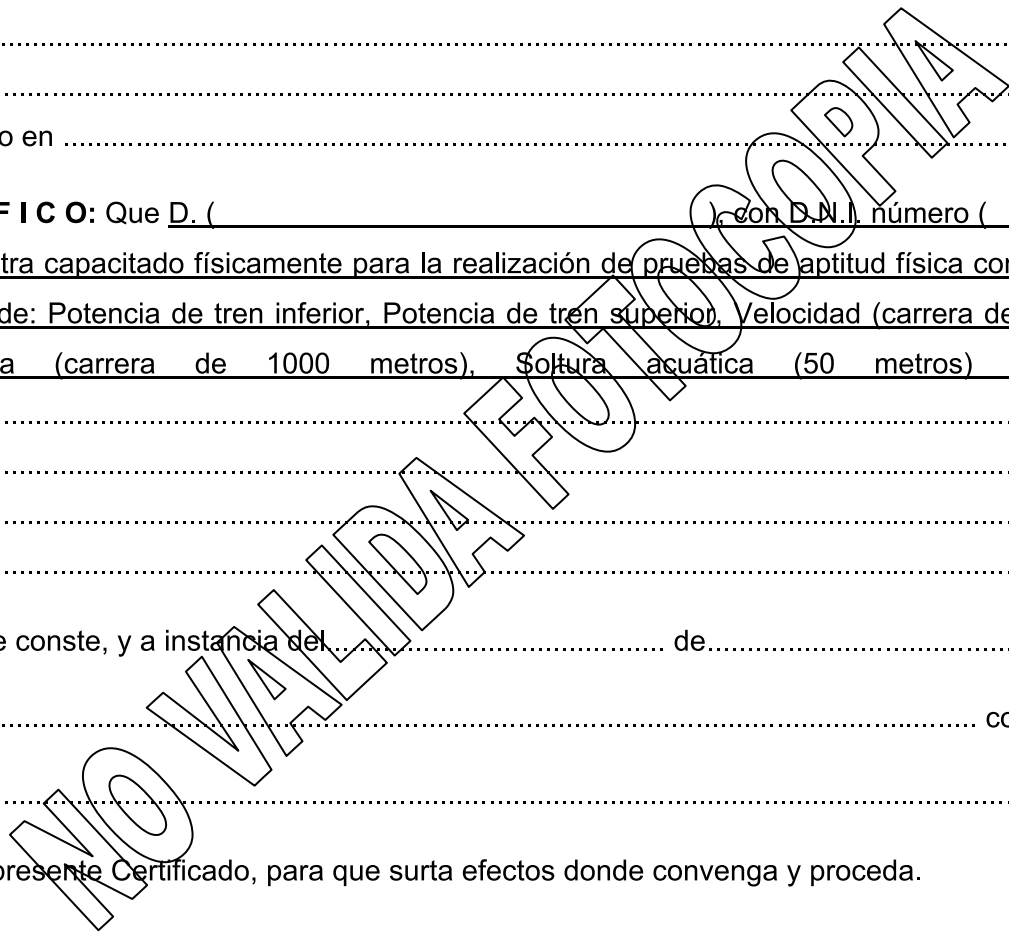 ........................................................................................................................
........................................................................................................................
o en ........................................................................................................................
F I C O: Que D. ( ), con D.N.I. número (
tra capacitado físicamente para la realización de pruebas de aptitud física con
de: Potencia de tren inferior, Potencia de tren superior, Velocidad (carrera de
a (carrera de 1000 metros), Soltura acuática (50 metros)
........................................................................................................................
........................................................................................................................
........................................................................................................................
........................................................................................................................
e conste, y a instancia del........................................... de......................................
........................................................................................................................ co
........................................................................................................................
presente Certificado, para que surta efectos donde convenga y proceda.
NO VALIDA FOTOCOPIA